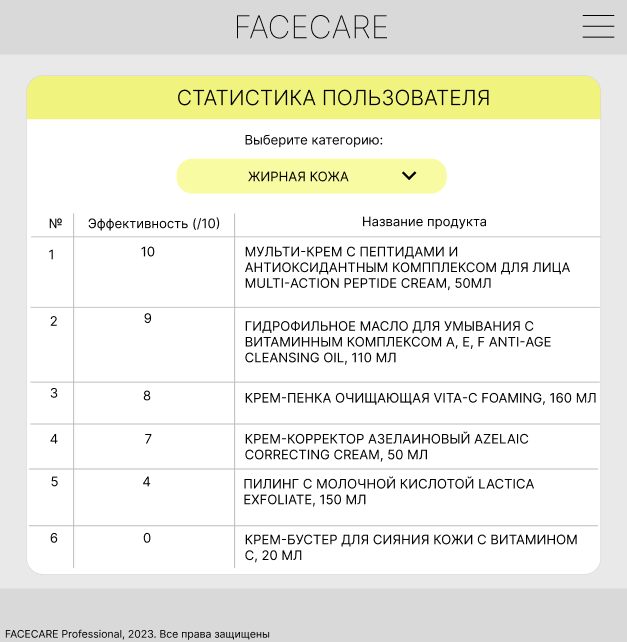 FACECARE
СТАТИСТИКА ПОЛЬЗОВАТЕЛЯ
Выберите категорию:
ЖИРНАЯ КОЖА
№ Эффективность (/10) Название продукта
1 10 МУЛЬТИ-КРЕМ С ПЕПТИДАМИ И
АНТИОКСИДАНТНЫМ КОМППЛЕКСОМ ДЛЯ ЛИЦА
MULTI-ACTION PEPTIDE CREAM, 50МЛ
2 9 ГИДРОФИЛЬНОЕ МАСЛО ДЛЯ УМЫВАНИЯ С
ВИТАМИННЫМ КОМПЛЕКСОМ А, Е, F ANTI-AGE
CLEANSING OIL, 110 МЛ
3 8 КРЕМ-ПЕНКА ОЧИЩАЮЩАЯ VITA-C FOAMING, 160 МЛ
4 7 КРЕМ-КОРРЕКТОР АЗЕЛАИНОВЫЙ AZELAIC
CORRECTING CREAM, 50 МЛ
5 4 ПИЛИНГ С МОЛОЧНОЙ КИСЛОТОЙ LACTICA
EXFOLIATE, 150 МЛ
6 0 КРЕМ-БУСТЕР ДЛЯ СИЯНИЯ КОЖИ С ВИТАМИНОМ
С, 20 МЛ
FACECARE Professional, 2023. Все права защищены